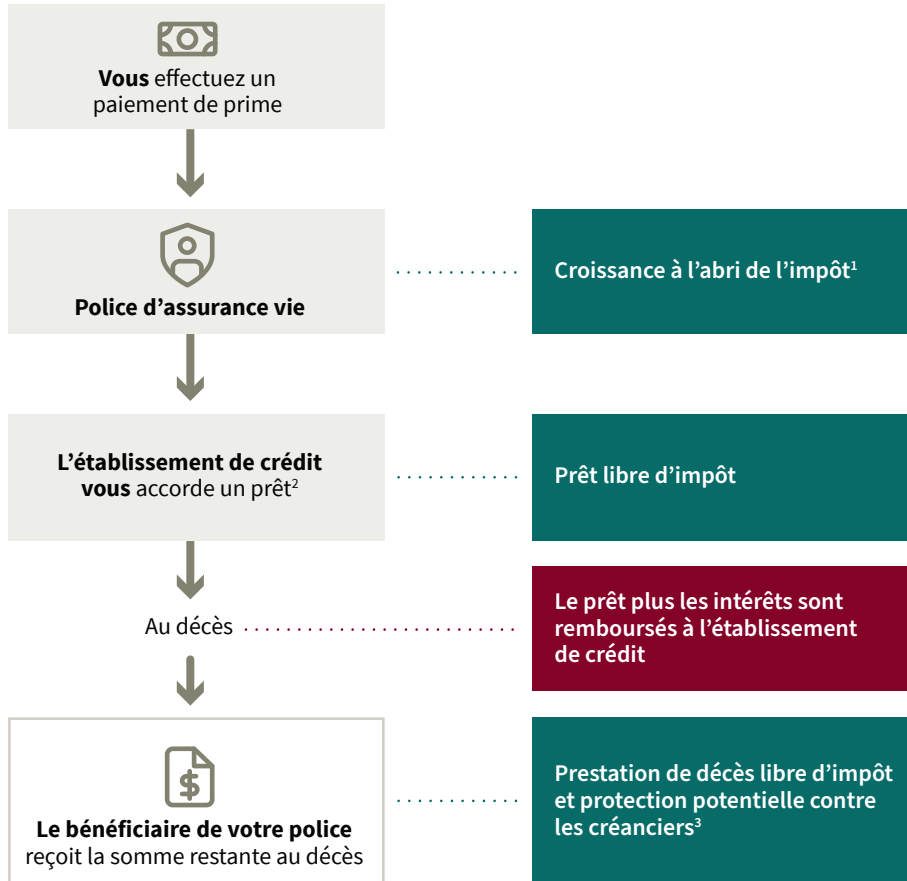 Vous effectuez un
paiement de prime
Police d’assurance vie
Croissance à l’abri de l’impôt¹
L’établissement de crédit
vous accorde un prêt²
Prêt libre d’impôt
Au décès
Le prêt plus les intérêts sont
remboursés à l’établissement
de crédit
Le bénéficiaire de votre police
reçoit la somme restante au décès
Prestation de décès libre d’impôt
et protection potentielle contre
les créanciers³